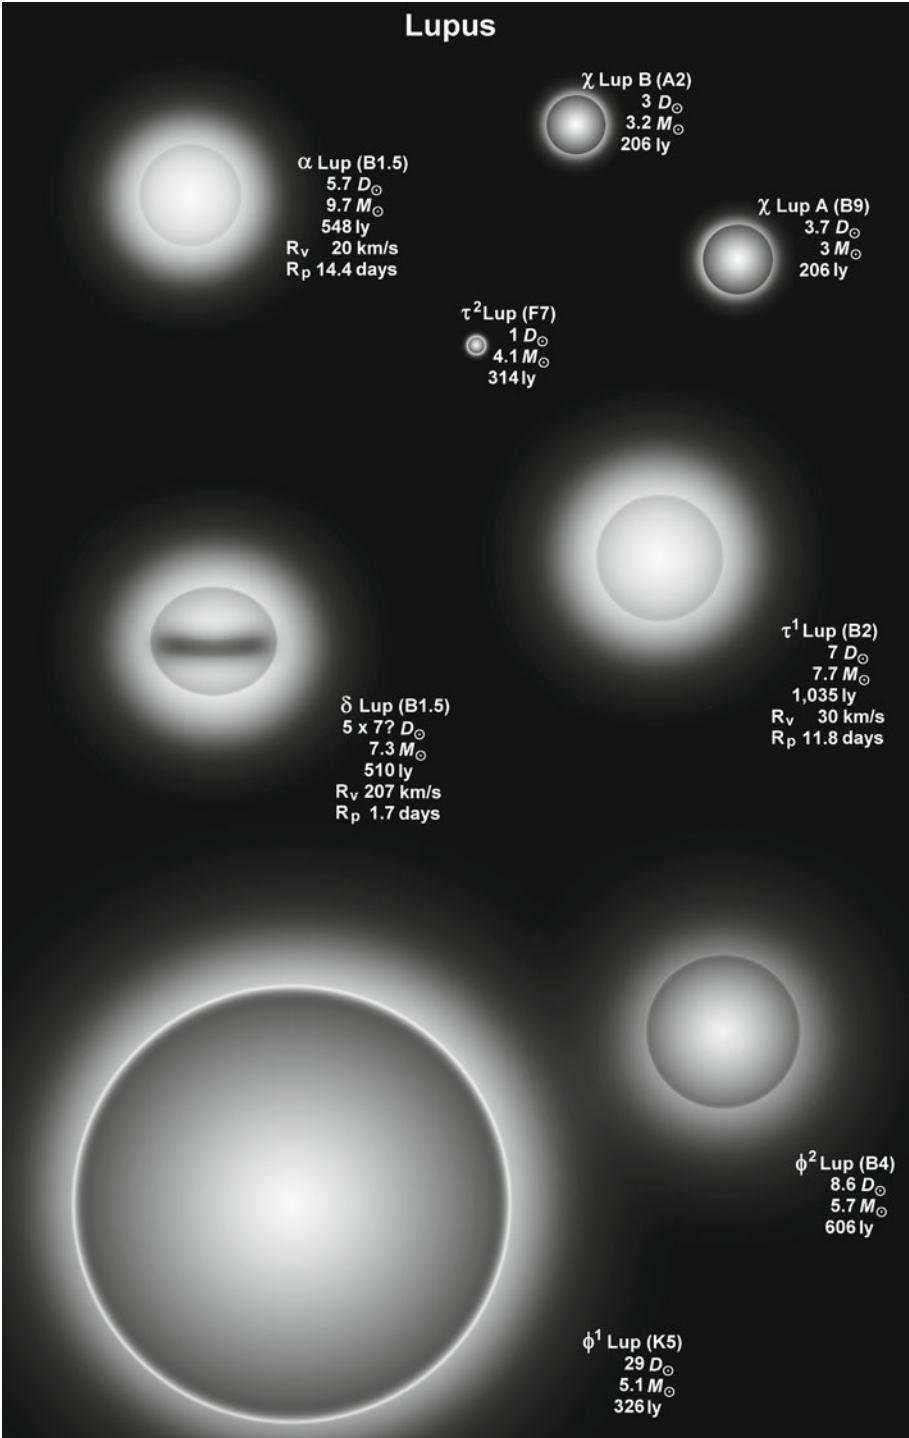 Lupus
χ Lup B (A2)
3 D☉
3.2 M☉
206 ly
α Lup (B1.5)
5.7 D☉
9.7 M☉
548 ly
Rv 20 km/s
Rp 14.4 days
χ Lup A (B9)
3.7 D☉
3 M☉
206 ly
τ² Lup (F7)
1 D☉
4.1 M☉
314 ly
τ¹ Lup (B2)
7 D☉
7.7 M☉
1,035 ly
Rv 30 km/s
Rp 11.8 days
δ Lup (B1.5)
5 x 7? D☉
7.3 M☉
510 ly
Rv 207 km/s
Rp 1.7 days
ϕ² Lup (B4)
8.6 D☉
5.7 M☉
606 ly
ϕ¹ Lup (K5)
29 D☉
5.1 M☉
326 ly